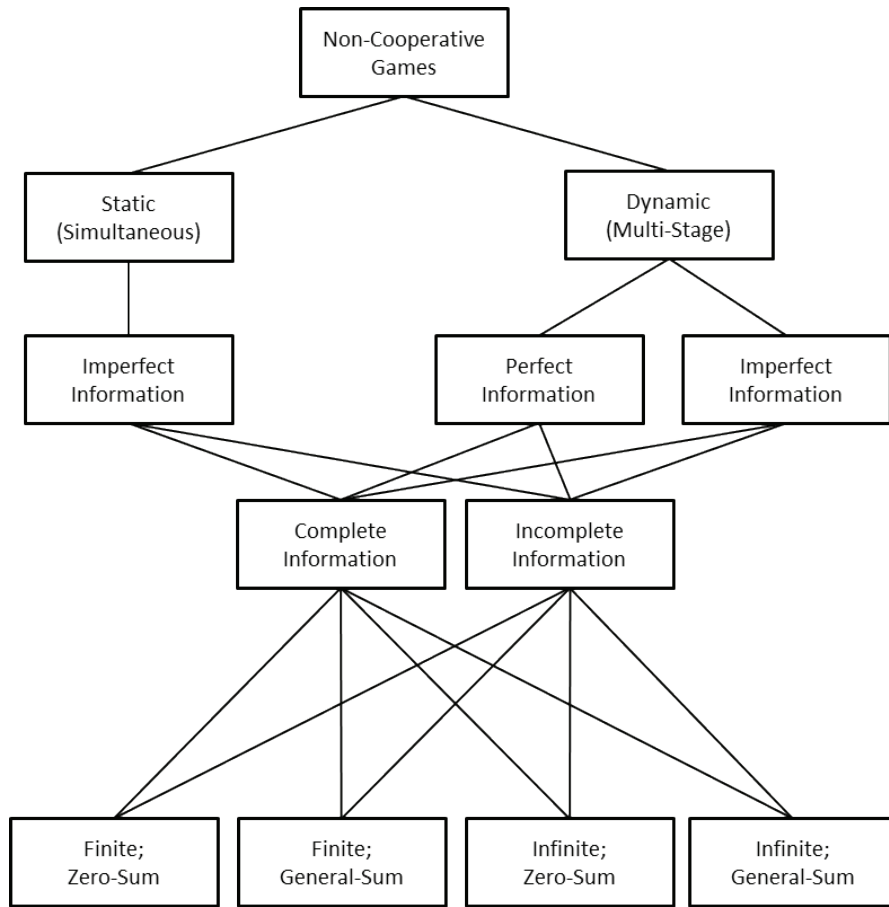 Non-Cooperative
Games
Static
(Simultaneous)
Dynamic
(Multi-Stage)
Imperfect
Information
Perfect
Information
Imperfect
Information
Complete
Information
Incomplete
Information
Finite;
Zero-Sum
Finite;
General-Sum
Infinite;
Zero-Sum
Infinite;
General-Sum